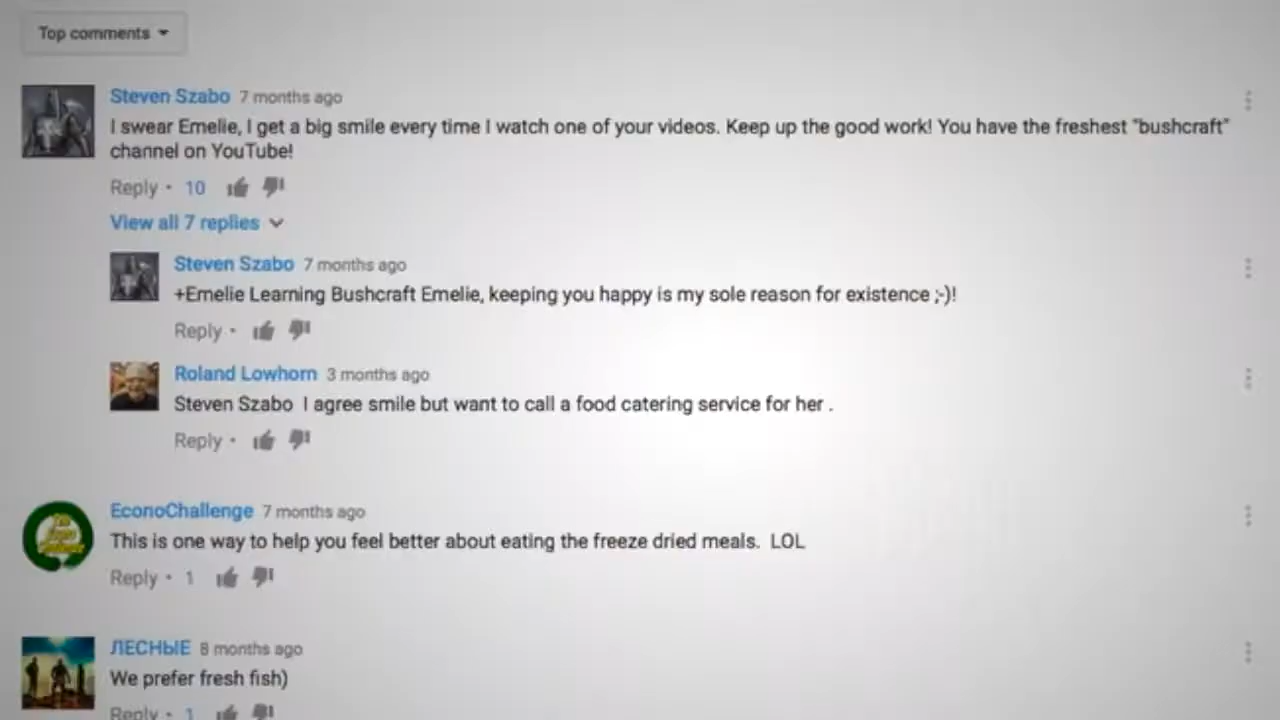 Top comments
Steven Szabo 7 months ago
I swear Emelie, I get a big smile every time I watch one of your videos. Keep up the good work! You have the freshest "bushcraft"
channel on YouTube!
Reply • 10
View all 7 replies
Steven Szabo 7 months ago
+Emelie Learning Bushcraft Emelie, keeping you happy is my sole reason for existence ;-)!
Reply •
Roland Lowhorn 3 months ago
Steven Szabo I agree smile but want to call a food catering service for her .
Reply •
EconoChallenge 7 months ago
This is one way to help you feel better about eating the freeze dried meals. LOL
Reply • 1
ЛЕСНЫЕ 8 months ago
We prefer fresh fish)
Reply • 1